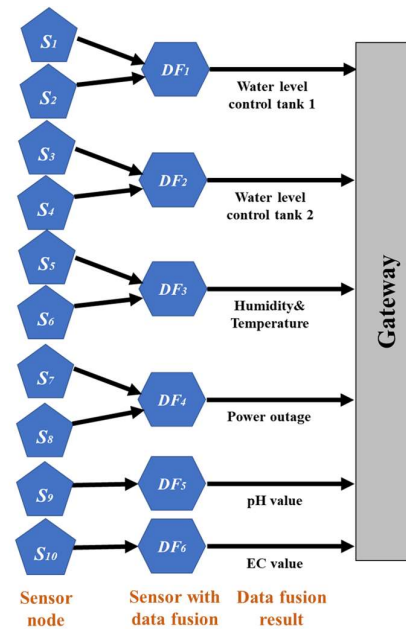 S1
DF1
S2
Water level
control tank 1
S3
DF2
S4
Water level
control tank 2
S5
DF3
S6
Humidity&
Temperature
Gateway
S7
DF4
S8
Power outage
S9
DF5
pH value
S10
DF6
EC value
Sensor
node
Sensor with
data fusion
Data fusion
result